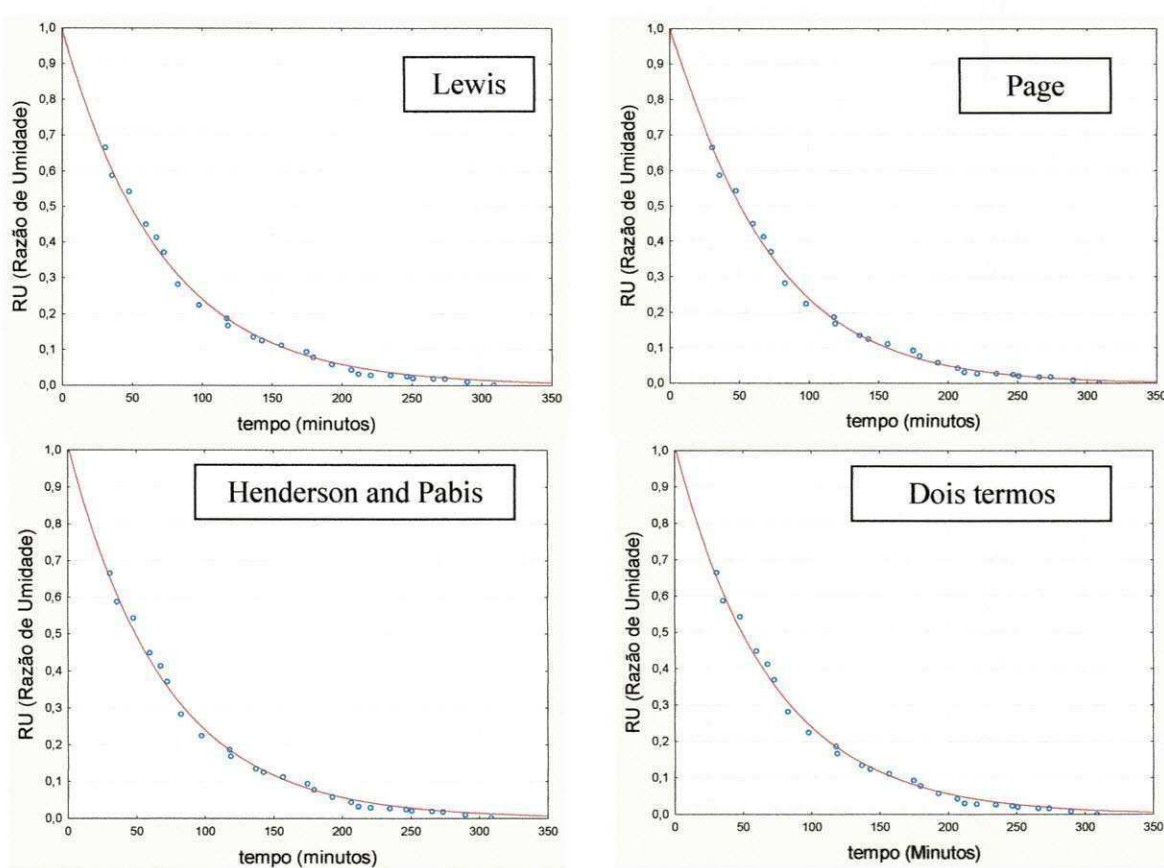 Lewis
RU (Razão de Umidade)
1,0
0,9
0,8
0,7
0,6
0,5
0,4
0,3
0,2
0,1
0,0
0 50 100 150 200 250 300 350
tempo (minutos)
Page
RU (Razão de Umidade)
1,0
0,9
0,8
0,7
0,6
0,5
0,4
0,3
0,2
0,1
0,0
0 50 100 150 200 250 300 350
tempo (minutos)
Henderson and Pabis
RU (Razão de Umidade)
1,0
0,9
0,8
0,7
0,6
0,5
0,4
0,3
0,2
0,1
0,0
0 50 100 150 200 250 300 350
tempo (minutos)
Dois termos
RU (Razão de Umidade)
1,0
0,9
0,8
0,7
0,6
0,5
0,4
0,3
0,2
0,1
0,0
0 50 100 150 200 250 300 350
tempo (Minutos)